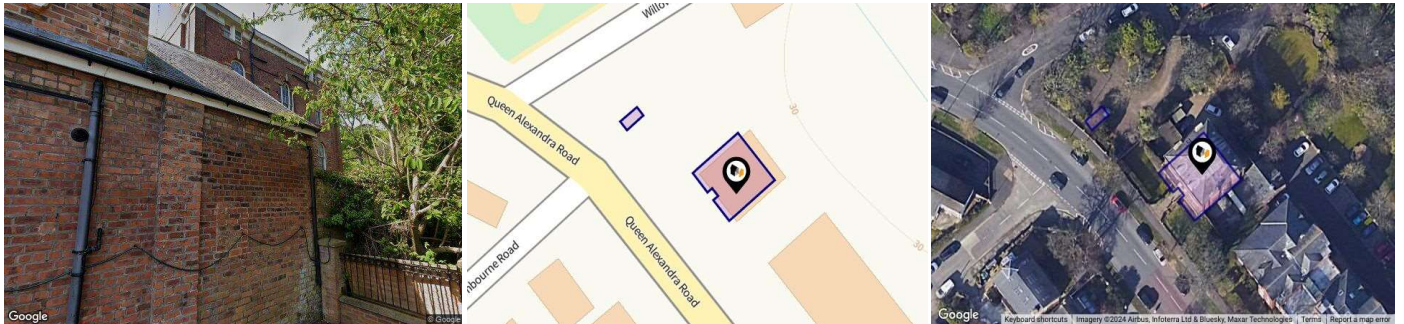 Google
© Google
Willo
Queen Alexandra Road
nbourne Road
Queen Alexandra Road
30
30
Google
Keyboard shortcuts
Imagery ©2024 Airbus, Infoterra Ltd & Bluesky, Maxar Technologies
Terms
Report a map error